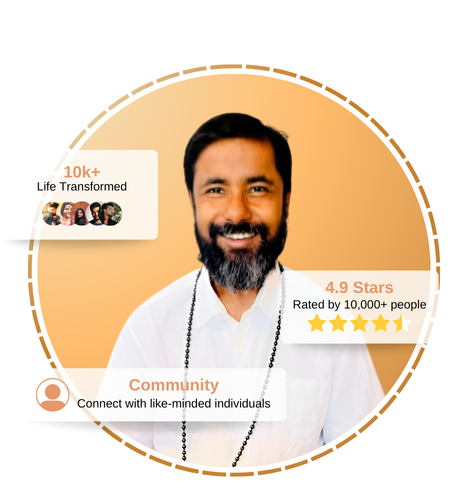 10k+
Life Transformed
4.9 Stars
Rated by 10,000+ people
Community
Connect with like-minded individuals